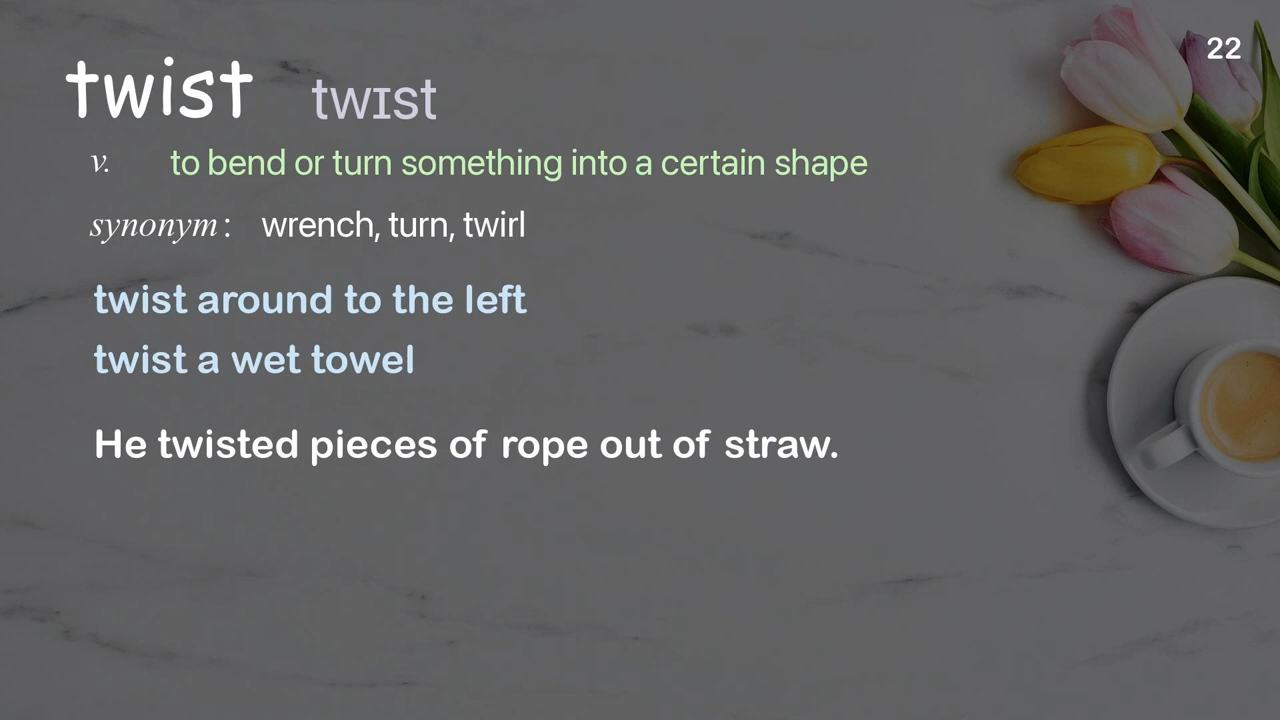 22
twist twɪst
v. to bend or turn something into a certain shape
synonym: wrench, turn, twirl
twist around to the left
twist a wet towel
He twisted pieces of rope out of straw.